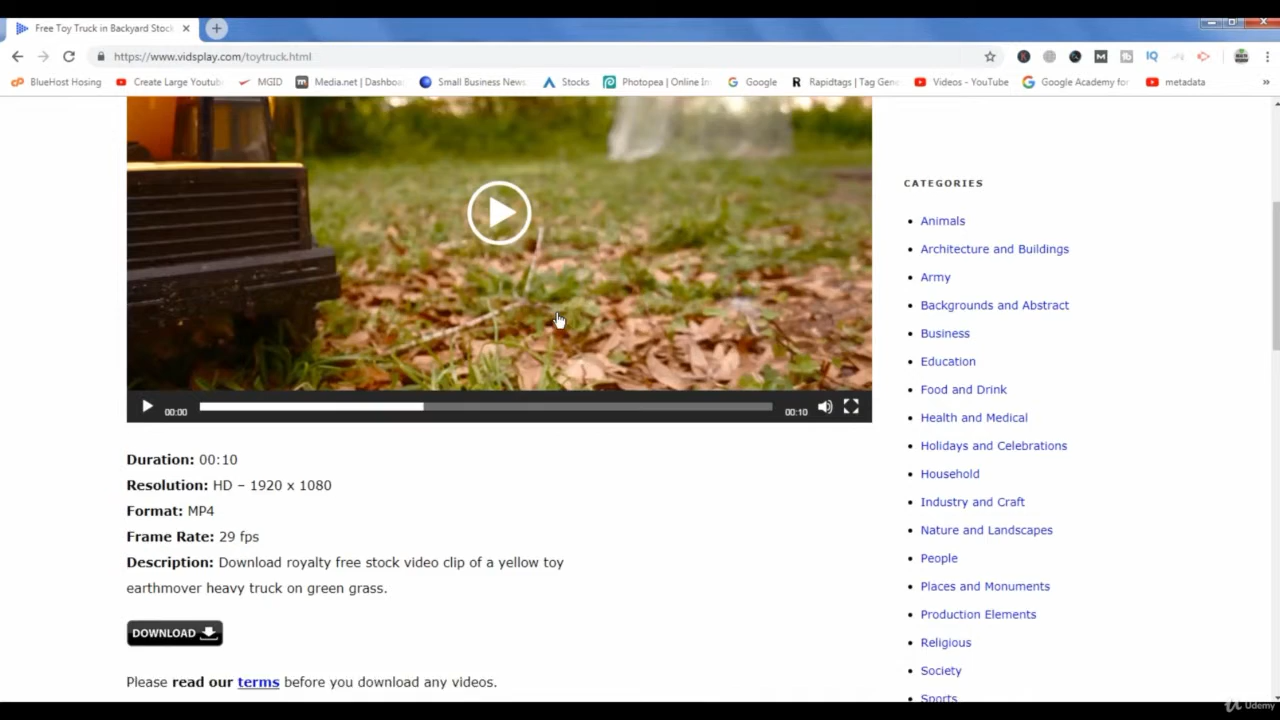 Free Toy Truck in Backyard Stock
https://www.vidsplay.com/toytruck.html
BlueHost Hosing
Create Large Youtub
MGID
Media.net | Dashboa
Small Business News
Stocks
Photopea | Online In
Google
Rapidtags | Tag Gene
Videos - YouTube
Google Academy for
metadata
»
00:00
00:10
Duration: 00:10
Resolution: HD – 1920 x 1080
Format: MP4
Frame Rate: 29 fps
Description: Download royalty free stock video clip of a yellow toy
earthmover heavy truck on green grass.
DOWNLOAD
Please read our terms before you download any videos.
CATEGORIES
Animals
Architecture and Buildings
Army
Backgrounds and Abstract
Business
Education
Food and Drink
Health and Medical
Holidays and Celebrations
Household
Industry and Craft
Nature and Landscapes
People
Places and Monuments
Production Elements
Religious
Society
Sports
Udemy